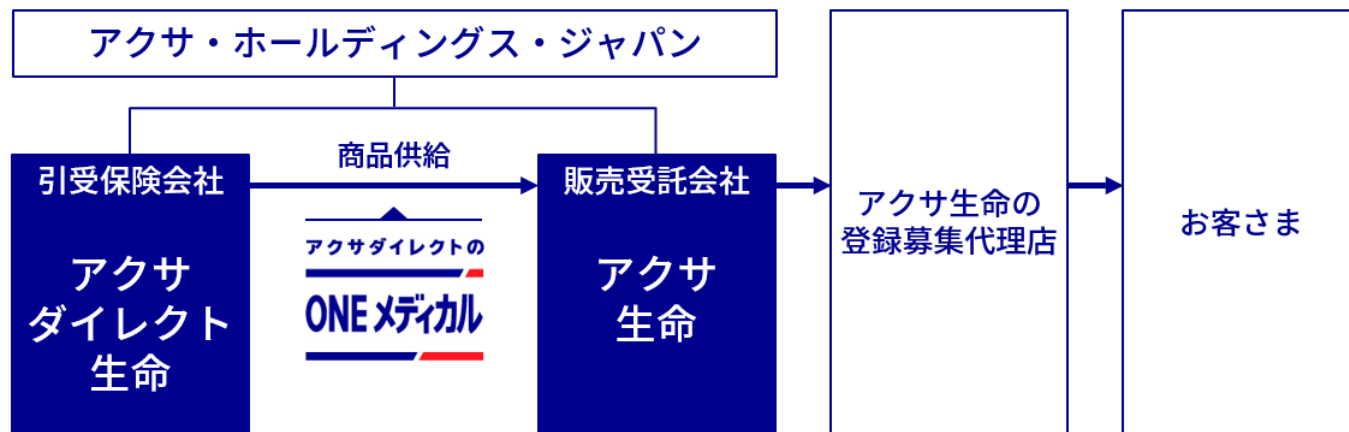 アクサ・ホールディングス・ジャパン
商品供給
引受保険会社
アクサ
ダイレクト
生命
アクサダイレクトの
ONE メディカル
販売受託会社
アクサ
生命
アクサ生命の
登録募集代理店
お客さま